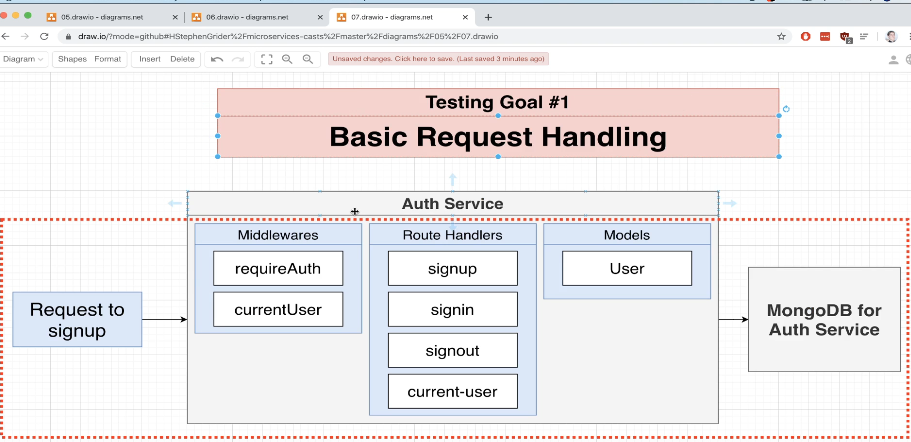 05.drawio - diagrams.net
06.drawio - diagrams.net
07.drawio - diagrams.net
draw.io/?mode=github#HStephenGrider%2Fmicroservices-casts%2Fmaster%2Fdiagrams%2F05%2F07.drawio
Diagram
Shapes
Format
Insert
Delete
Unsaved changes. Click here to save. (Last saved 3 minutes ago)
Testing Goal #1
Basic Request Handling
Auth Service
Middlewares
requireAuth
currentUser
Route Handlers
signup
signin
signout
current-user
Models
User
Request to
signup
MongoDB for
Auth Service